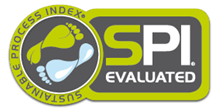 SUSTAINABLE PROCESS INDEX®
SPI®
EVALUATED